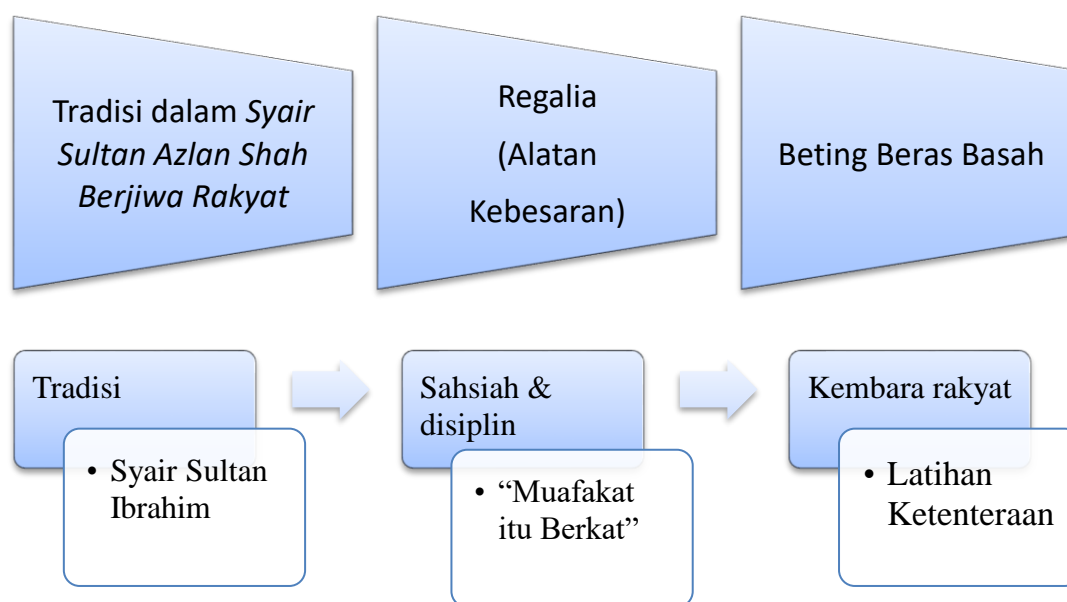 Tradisi dalam Syair
Sultan Azlan Shah
Berjiwa Rakyat
Regalia
(Alatan
Kebesaran)
Beting Beras Basah
Tradisi
• Syair Sultan
Ibrahim
Sahsiah &
disiplin
• “Muafakat
itu Berkat”
Kembara rakyat
• Latihan
Ketenteraan